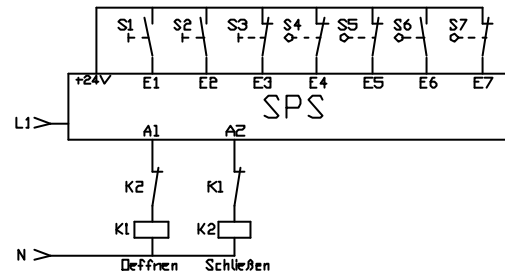 S1 S2 S3 S4 S5 S6 S7
+24V E1 E2 E3 E4 E5 E6 E7
SPS
L1
A1 A2
K2 K1
K1 K2
N
Oeffnen Schließen